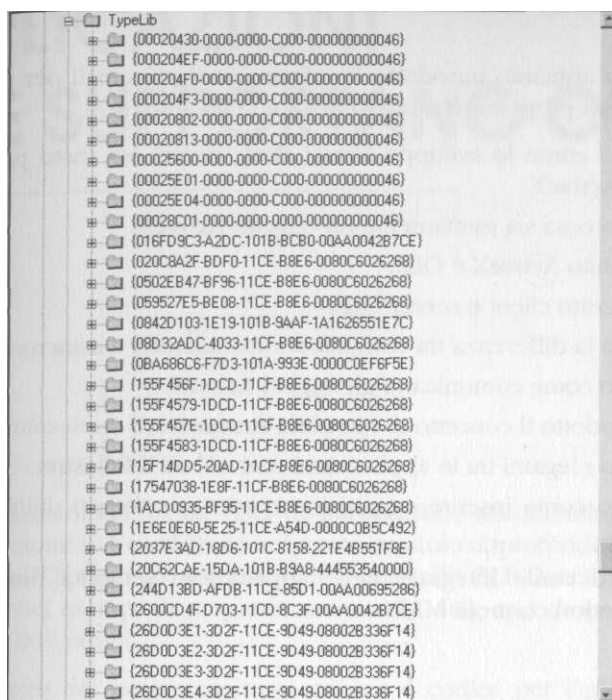 TypeLib
{00020430-0000-0000-C000-000000000046}
{000204EF-0000-0000-C000-000000000046}
{000204F0-0000-0000-C000-000000000046}
{000204F3-0000-0000-C000-000000000046}
{00020802-0000-0000-C000-000000000046}
{00020813-0000-0000-C000-000000000046}
{00025600-0000-0000-C000-000000000046}
{00025E01-0000-0000-C000-000000000046}
{00025E04-0000-0000-C000-000000000046}
{00028C01-0000-0000-0000-000000000046}
{016FD9C3-A2DC-101B-BCB0-00AA0042B7CE}
{020C8A2F-BDF0-11CE-B8E6-0080C6026268}
{0502EB47-BF96-11CE-B8E6-0080C6026268}
{059527E5-BE08-11CE-B8E6-0080C6026268}
{0842D103-1E19-101B-9AAF-1A1626551E7C}
{08D32ADC-4033-11CF-B8E6-0080C6026268}
{0BA686C6-F7D3-101A-993E-0000C0EF6F5E}
{155F456F-1DCD-11CF-B8E6-0080C6026268}
{155F4579-1DCD-11CF-B8E6-0080C6026268}
{155F457E-1DCD-11CF-B8E6-0080C6026268}
{155F4583-1DCD-11CF-B8E6-0080C6026268}
{15F14DD5-20AD-11CF-B8E6-0080C6026268}
{17547038-1E8F-11CF-B8E6-0080C6026268}
{1ACD0935-BF95-11CE-B8E6-0080C6026268}
{1E6E0E60-5E25-11CE-A54D-0000C0B5C492}
{2037E3AD-18D6-101C-8158-221E4B551F8E}
{20C62CAE-15DA-101B-B9A8-444553540000}
{244D13BD-AFDB-11CE-85D1-00AA00695286}
{2600CD4F-D703-11CD-8C3F-00AA0042B7CE}
{26D0D3E1-3D2F-11CE-9D49-08002B336F14}
{26D0D3E2-3D2F-11CE-9D49-08002B336F14}
{26D0D3E3-3D2F-11CE-9D49-08002B336F14}
{26D0D3E4-3D2F-11CE-9D49-08002B336F14}